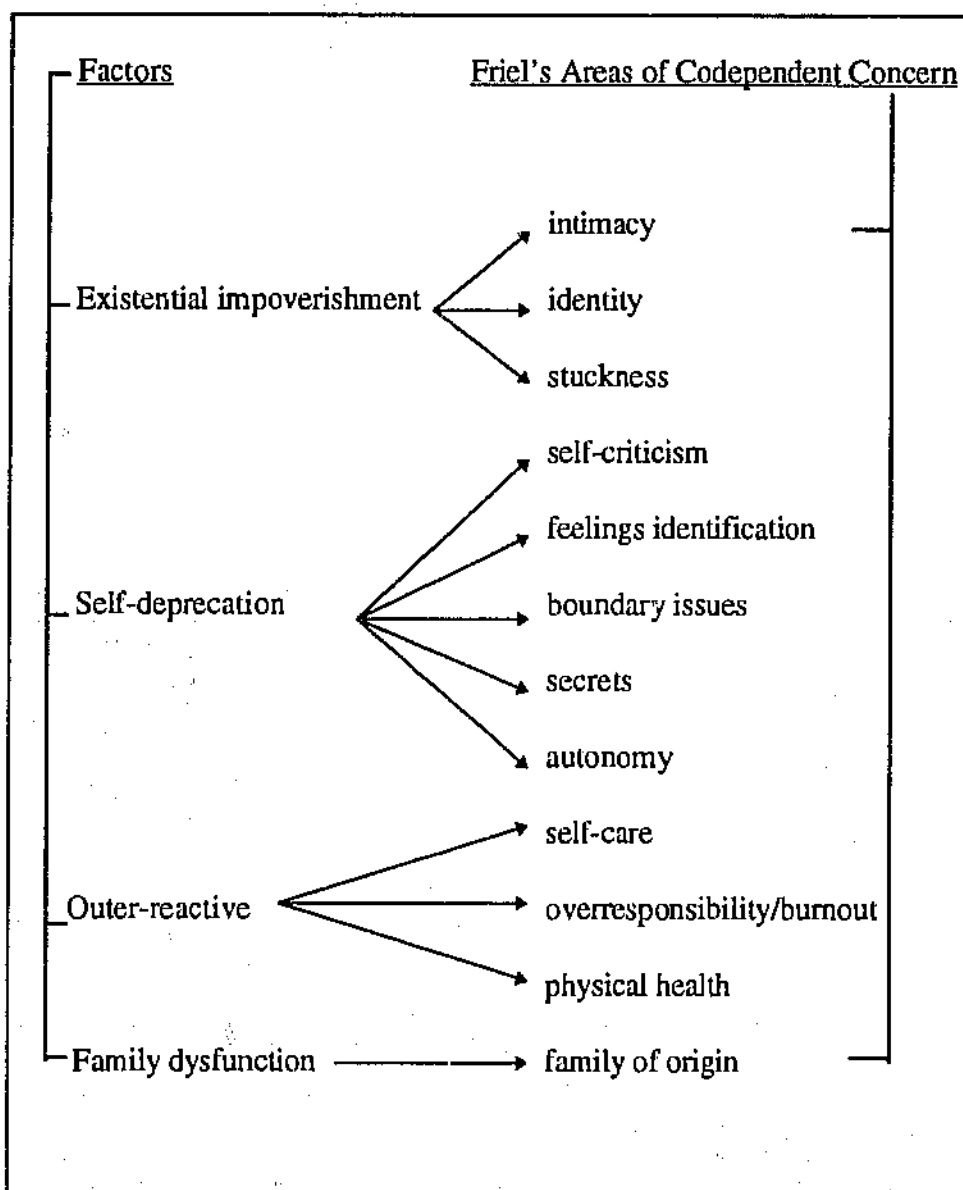 Factors Friel's Areas of Codependent Concern
intimacy
Existential impoverishment identity
stuckness
self-criticism
feelings identification
Self-deprecation boundary issues
secrets
autonomy
self-care
Outer-reactive overresponsibility/burnout
physical health
Family dysfunction family of origin